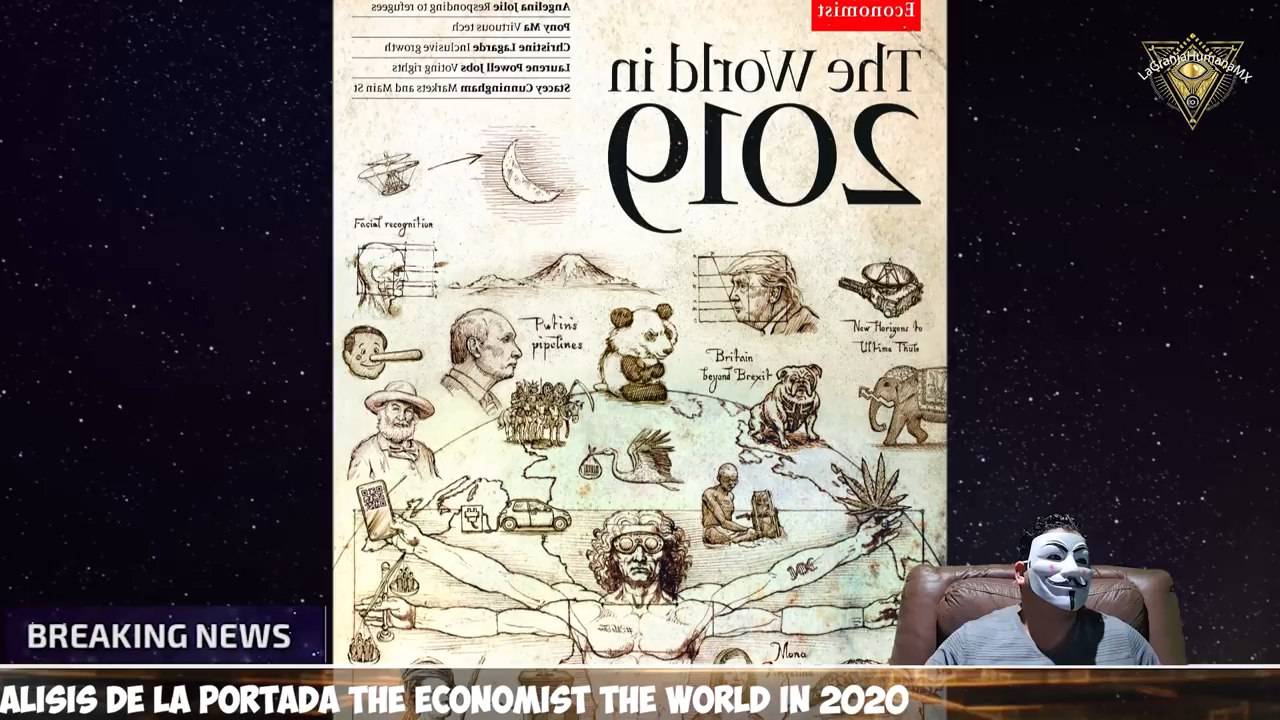 Angelina Jolie Responding to refugees
Pony Ma Virtuous tech
Christine Lagarde Inclusive growth
Laurene Powell Jobs Voting rights
Stacey Cunningham Markets and Main St
Economist
The World in
2019
LaGranjaHumanaMX
Facial recognition
Putin's
pipelines
Britain
beyond Brexit
New Horizons to
Ultima Thule
Mona
Angelina
BREAKING NEWS
ALISIS DE LA PORTADA THE ECONOMIST THE WORLD IN 2020